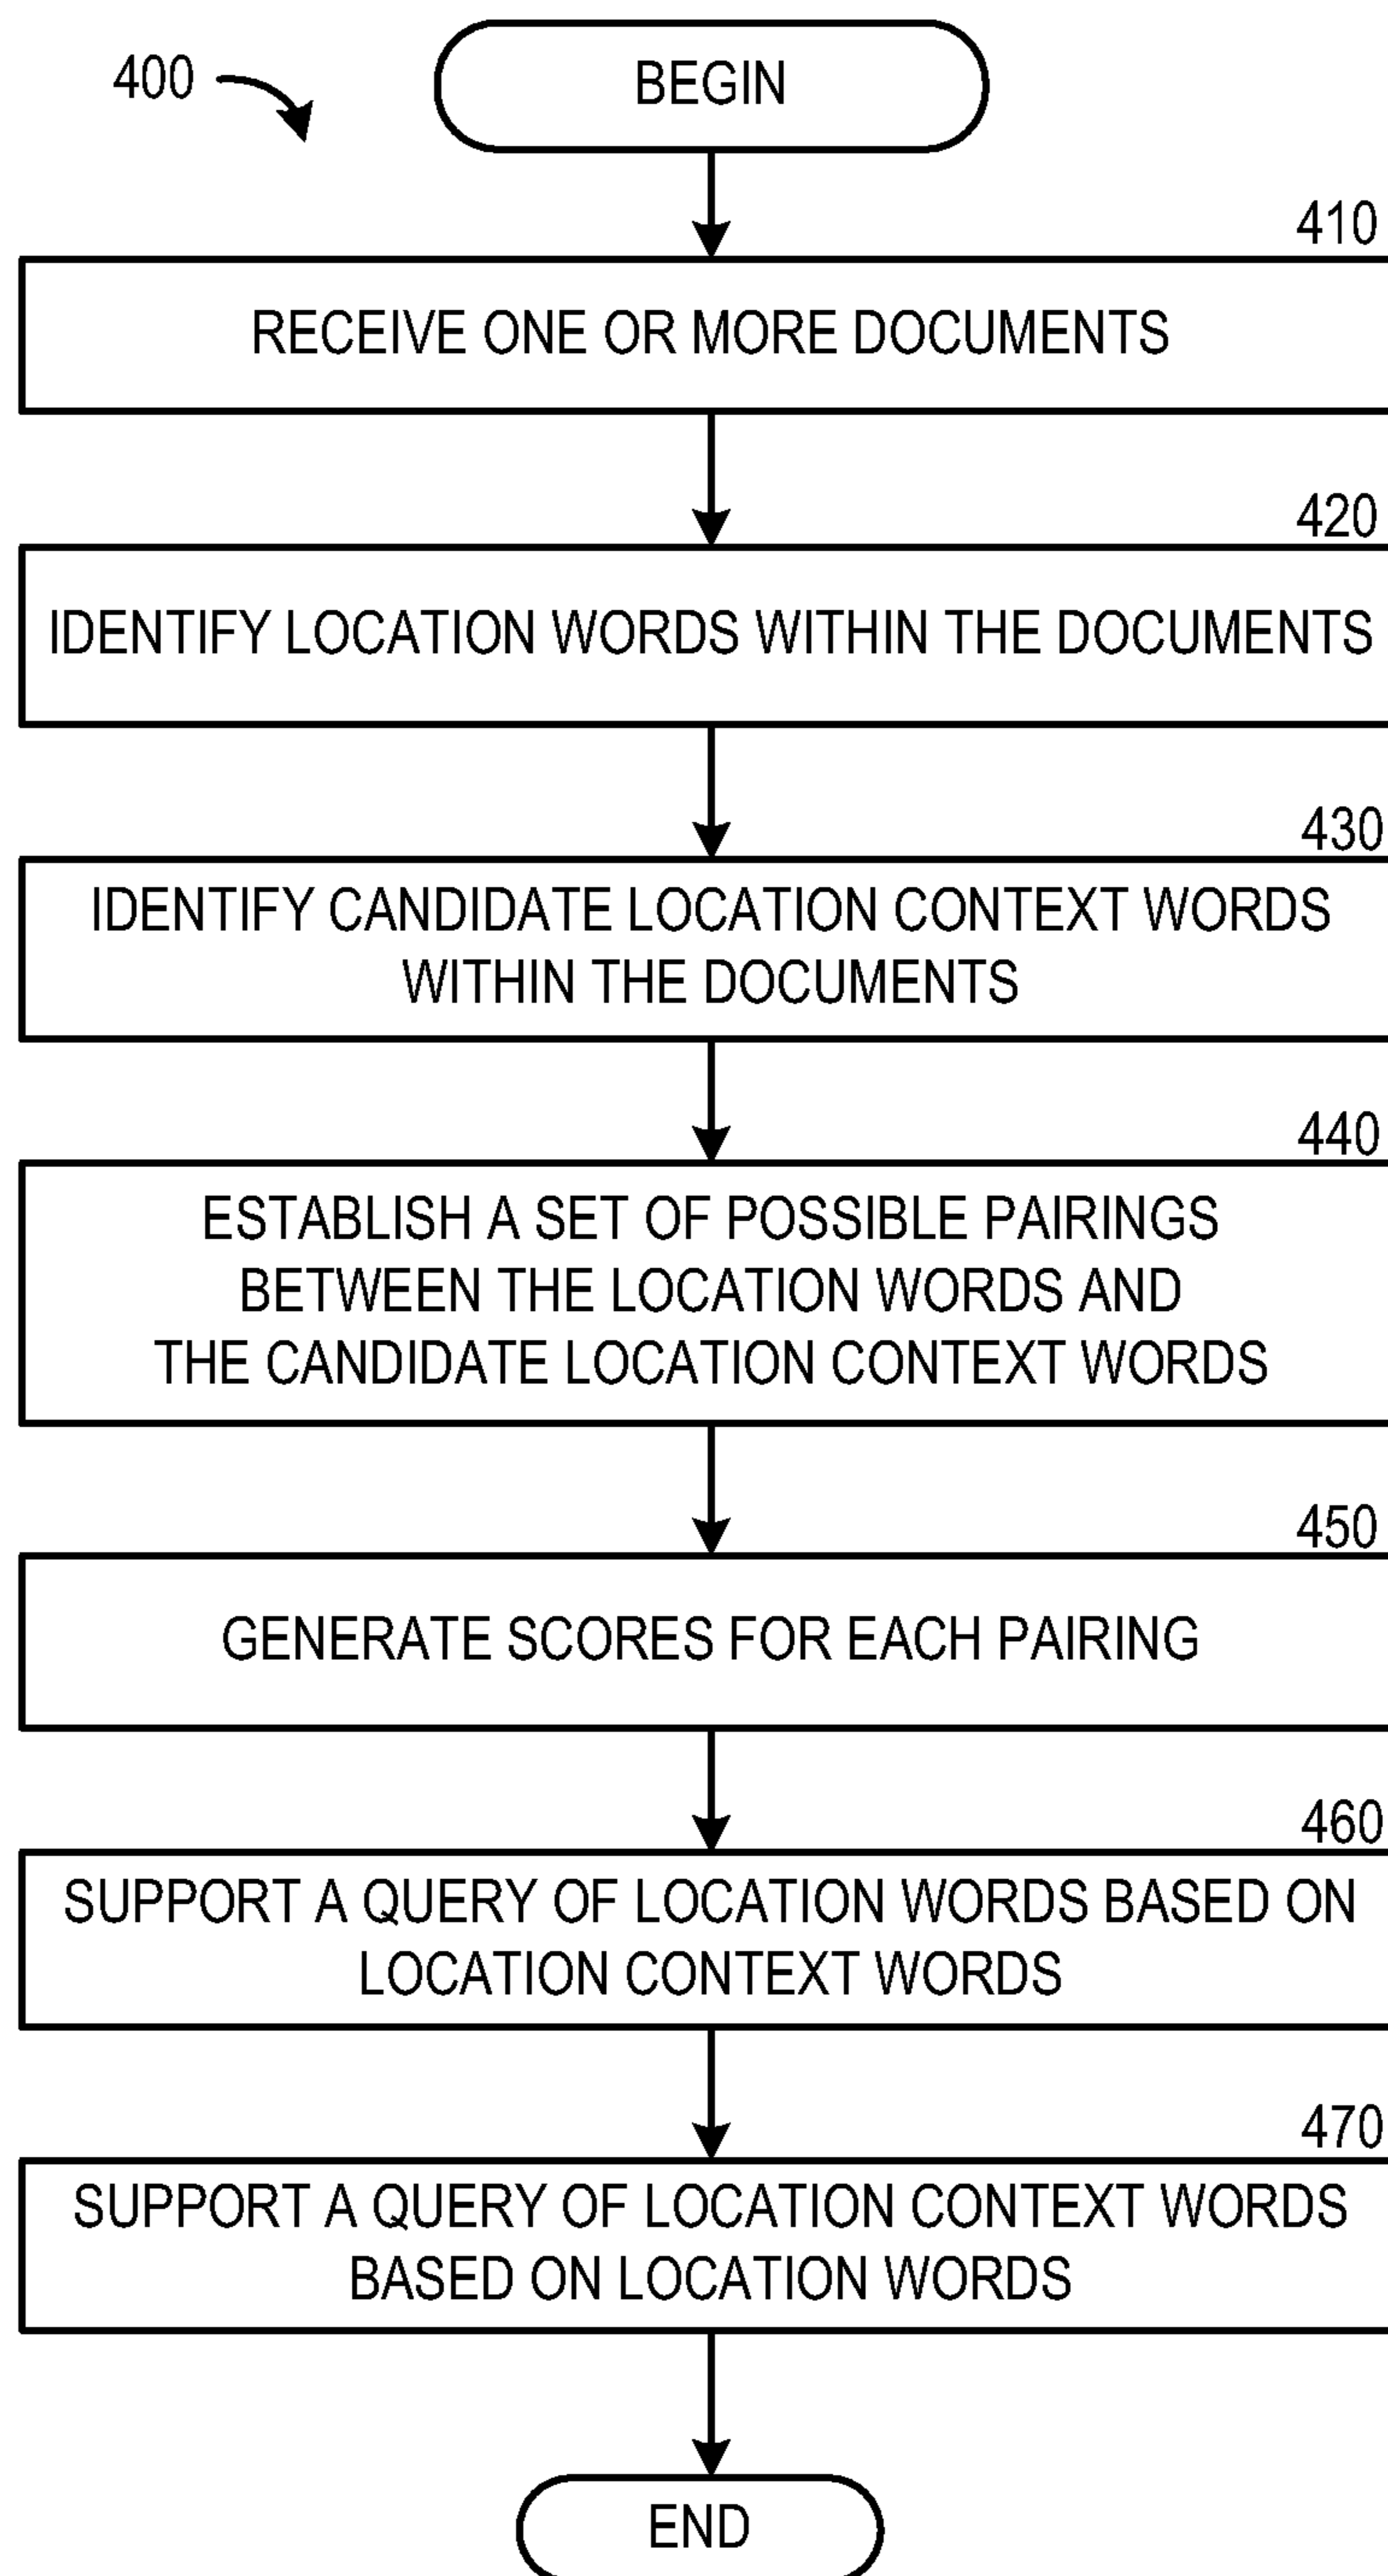 400
BEGIN
410
RECEIVE ONE OR MORE DOCUMENTS
420
IDENTIFY LOCATION WORDS WITHIN THE DOCUMENTS
430
IDENTIFY CANDIDATE LOCATION CONTEXT WORDS
WITHIN THE DOCUMENTS
440
ESTABLISH A SET OF POSSIBLE PAIRINGS
BETWEEN THE LOCATION WORDS AND
THE CANDIDATE LOCATION CONTEXT WORDS
450
GENERATE SCORES FOR EACH PAIRING
460
SUPPORT A QUERY OF LOCATION WORDS BASED ON
LOCATION CONTEXT WORDS
470
SUPPORT A QUERY OF LOCATION CONTEXT WORDS
BASED ON LOCATION WORDS
END